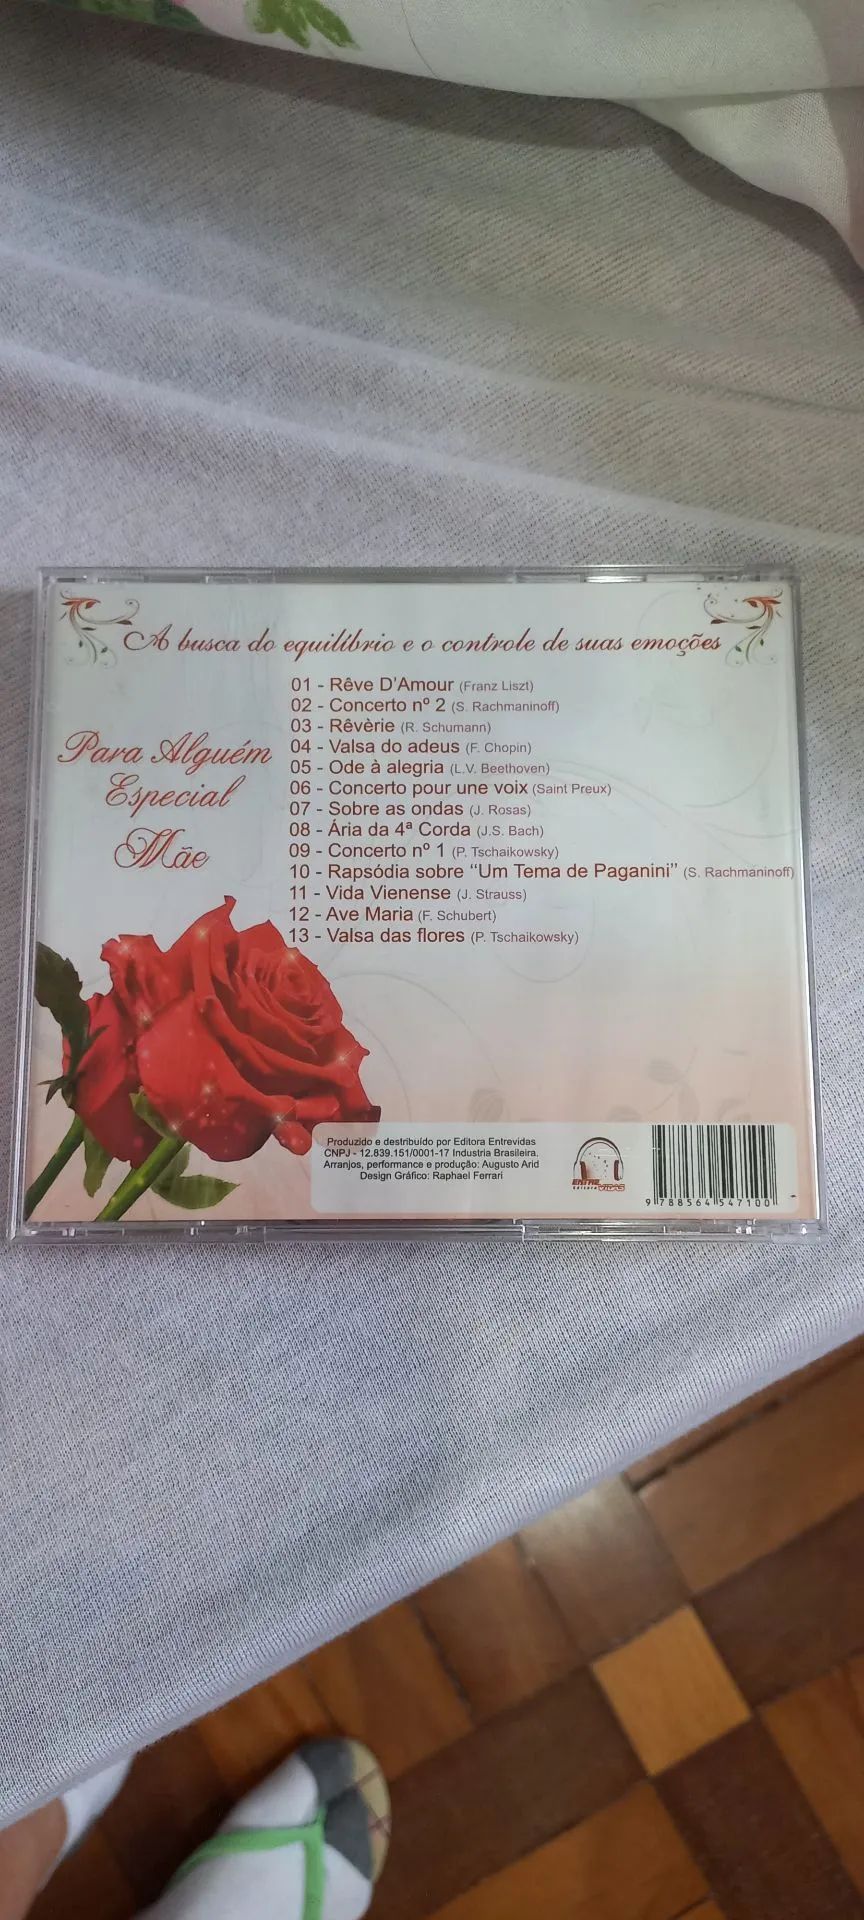 A busca do equilíbrio e o controle de suas emoções
Para Alguém
Especial
Mãe
01 - Rêve D'Amour (Franz Liszt)
02 - Concerto nº 2 (S. Rachmaninoff)
03 - Rêvèrie (R. Schumann)
04 - Valsa do adeus (F. Chopin)
05 - Ode à alegria (L.V. Beethoven)
06 - Concerto pour une voix (Saint Preux)
07 - Sobre as ondas (J. Rosas)
08 - Ária da 4ª Corda (J.S. Bach)
09 - Concerto nº 1 (P. Tschaikowsky)
10 - Rapsódia sobre “Um Tema de Paganini” (S. Rachmaninoff)
11 - Vida Vienense (J. Strauss)
12 - Ave Maria (F. Schubert)
13 - Valsa das flores (P. Tschaikowsky)
Produzido e destribuído por Editora Entrevidas
CNPJ - 12.839.151/0001-17 Industria Brasileira.
Arranjos, performance e produção: Augusto Arid
Design Gráfico: Raphael Ferrari
ENTRE
Editora VIDAS
9 788564 547100